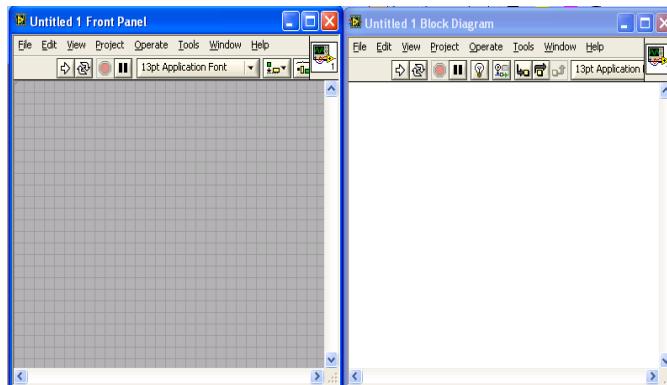 Untitled 1 Front Panel
File Edit View Project Operate Tools Window Help
13pt Application Font
1
Untitled 1 Block Diagram
File Edit View Project Operate Tools Window Help
13pt Application